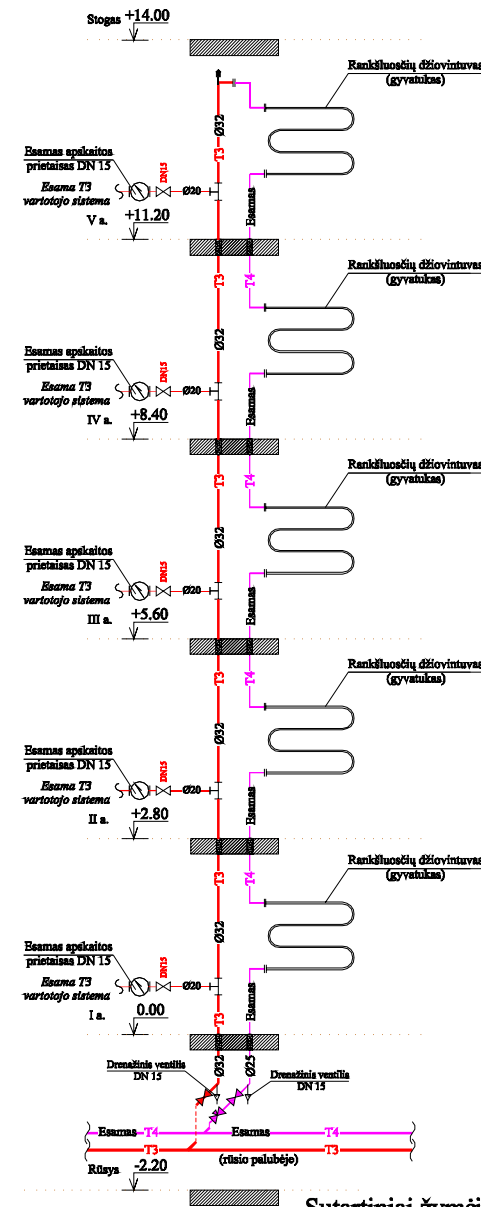 Stogas +14.00
Rankšluosčių džiovintuvas
(gyvatukas)
Ø32
T3
Esamas apskaitos
prietaisas DN 15
DN15
Esama T3
vartotojo sistema
Ø20
Esamas
V a.
+11.20
Rankšluosčių džiovintuvas
(gyvatukas)
T3
T4
Ø32
Esamas apskaitos
prietaisas DN 15
DN15
Esama T3
vartotojo sistema
Ø20
Esamas
IV a.
+8.40
Rankšluosčių džiovintuvas
(gyvatukas)
T3
T4
Ø32
Esamas apskaitos
prietaisas DN 15
DN15
Esama T3
vartotojo sistema
Ø20
Esamas
III a.
+5.60
Rankšluosčių džiovintuvas
(gyvatukas)
T3
T4
Ø32
Esamas apskaitos
prietaisas DN 15
DN15
Esama T3
vartotojo sistema
Ø20
Esamas
II a.
+2.80
Rankšluosčių džiovintuvas
(gyvatukas)
T3
T4
Ø32
Esamas apskaitos
prietaisas DN 15
DN15
Esama T3
vartotojo sistema
Ø20
Esamas
I a.
0.00
T3
Drenažinis ventilis
DN 15
Ø32
Ø25
Drenažinis ventilis
DN 15
Esamas T4 Esamas T4
T3 T3
(rūsio palubėje)
Rūsys -2.20